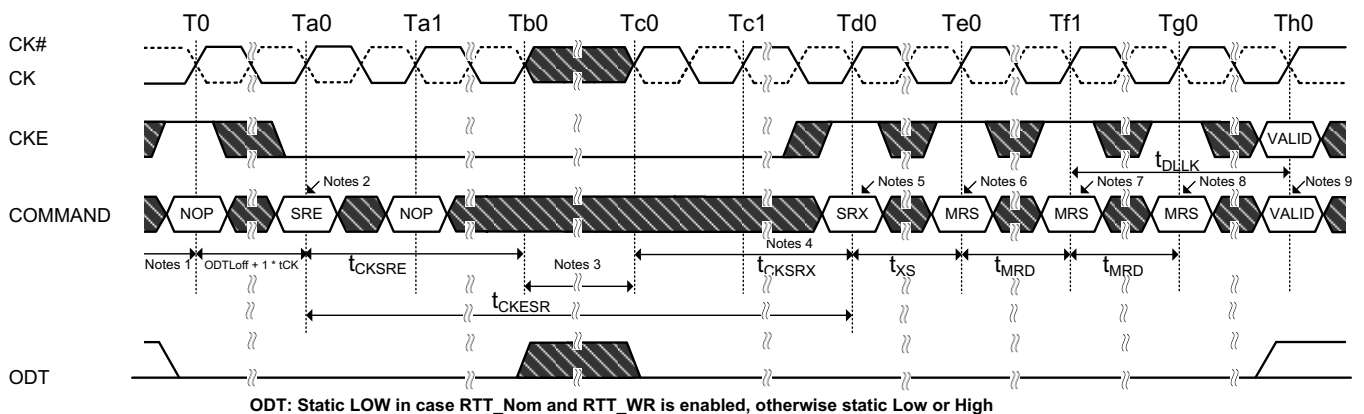 T0 Ta0 Ta1 Tb0 Tc0 Tc1 Td0 Te0 Tf1 Tg0 Th0
CK#
CK
CKE
VALID
tDLLK
Notes 2
Notes 5
Notes 6
Notes 7
Notes 8
Notes 9
COMMAND
NOP SRE NOP SRX MRS MRS MRS VALID
Notes 1
ODTLoff + 1 * tCK
tCKSRE
Notes 3
Notes 4
tCKSRX
tXS
tMRD
tMRD
tCKESR
ODT
ODT: Static LOW in case RTT_Nom and RTT_WR is enabled, otherwise static Low or High